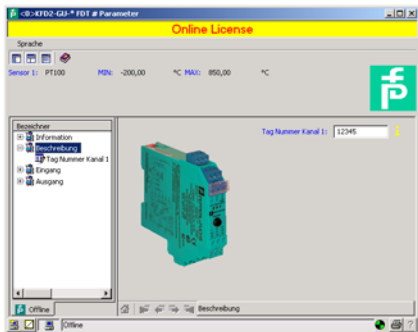 <0>KFD2-GU-* FDT # Parameter
Online License
Sprache
Sensor 1: PT100 MIN: -200,00 °C MAX: 850,00 °C
Bezeichner
Information
Beschreibung
Tag Nummer Kanal 1
Eingang
Ausgang
Tag Nummer Kanal 1: 12345
Offline
Beschreibung
Offline